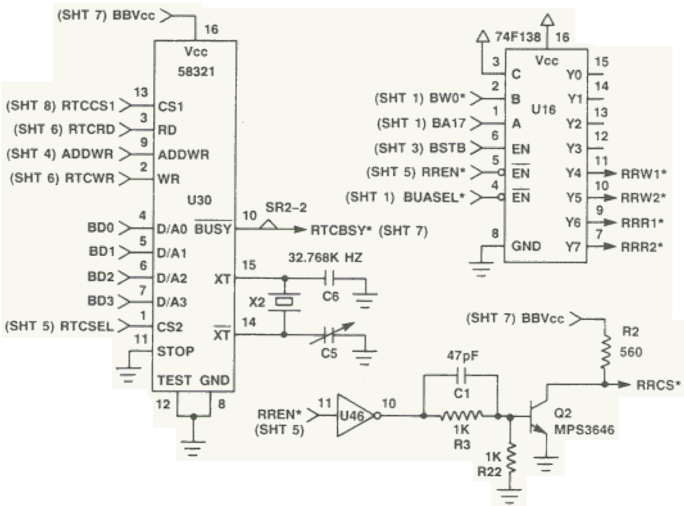 (SHT 7) BBVcc
16
Vcc
58321
13
(SHT 8) RTCCS1
CS1
3
(SHT 6) RTCRD
RD
9
(SHT 4) ADDWR
ADDWR
2
(SHT 6) RTCWR
WR
U30
4
BD0
D/A0
BUSY
10
SR2-2
RTCBSY* (SHT 7)
5
BD1
D/A1
6
BD2
D/A2
7
BD3
D/A3
1
(SHT 5) RTCSEL
CS2
11
STOP
15
XT
14
XT
32.768K HZ
X2
C6
C5
TEST GND
12
8
74F138
16
Vcc
U16
3
C
2
(SHT 1) BW0*
B
1
(SHT 1) BA17
A
6
(SHT 3) BSTB
EN
5
(SHT 5) RREN*
EN
4
(SHT 1) BUASEL*
EN
8
GND
Y0
15
Y1
14
Y2
13
Y3
12
Y4
11
RRW1*
Y5
10
RRW2*
Y6
9
RRR1*
Y7
7
RRR2*
(SHT 7) BBVcc
R2
560
RRCS*
47pF
C1
RREN*
(SHT 5)
11
U46
10
1K
R3
Q2
MPS3646
1K
R22